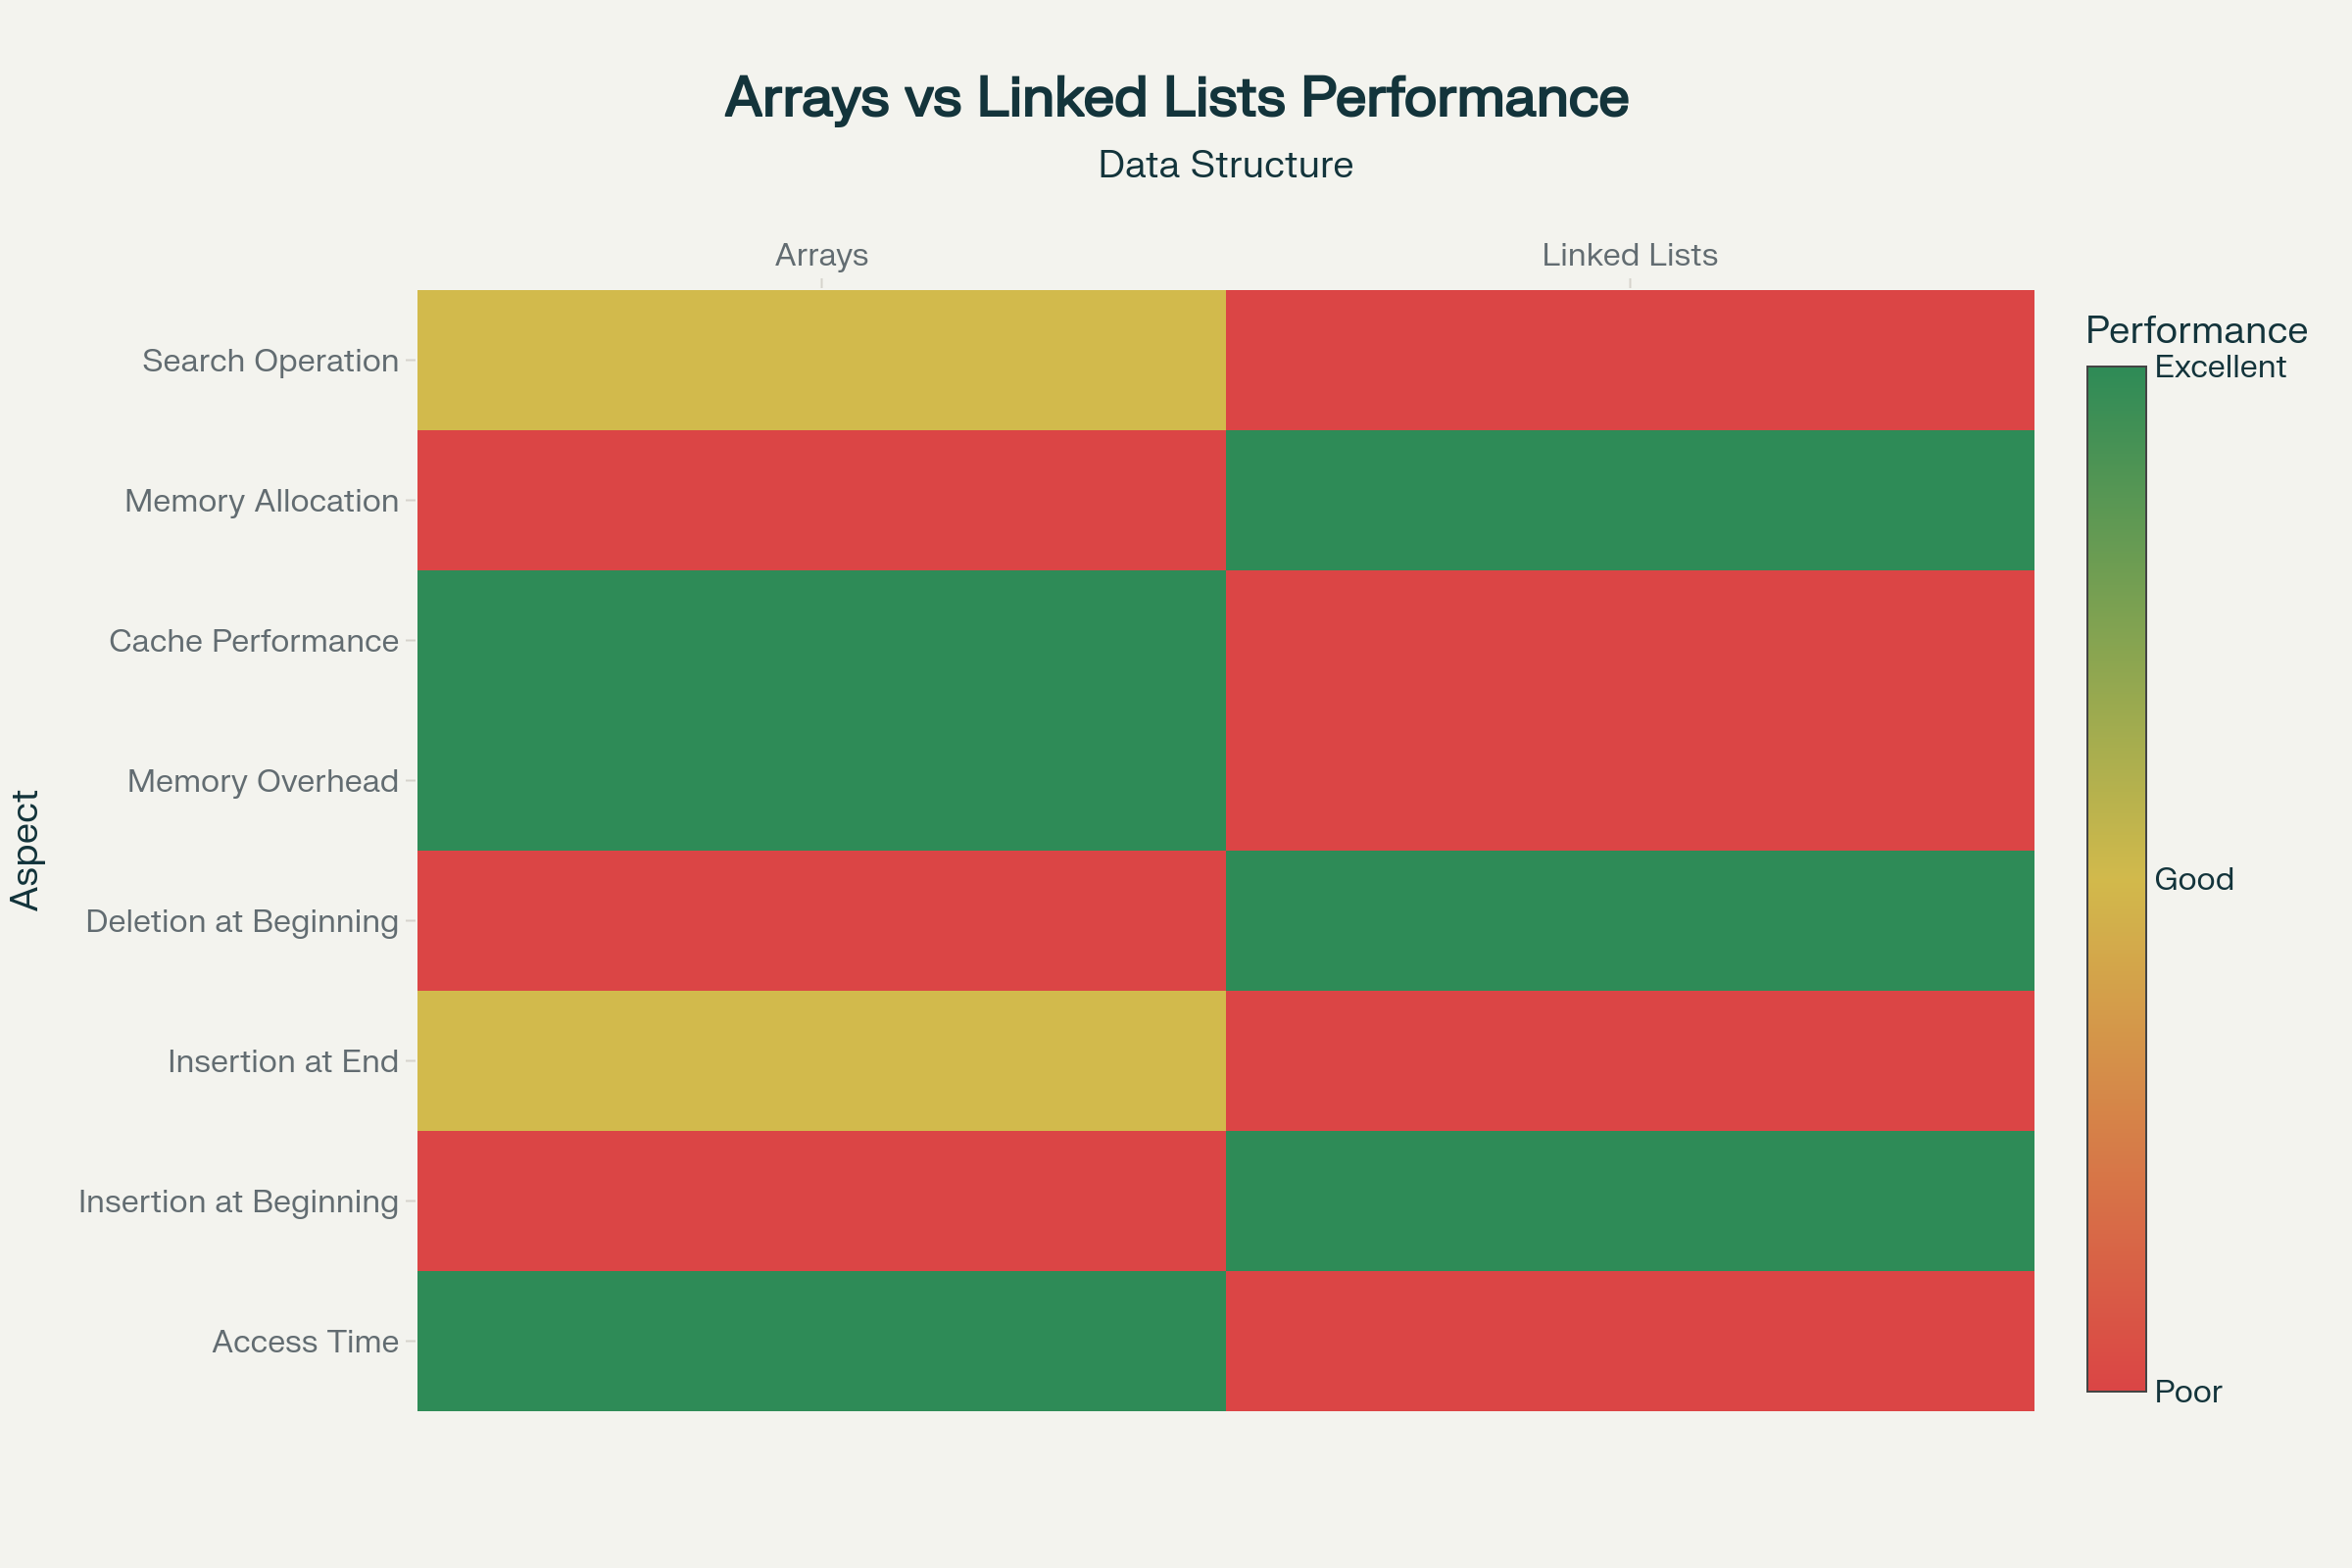 Arrays vs Linked Lists Performance
Data Structure
Arrays
Linked Lists
Search Operation
Memory Allocation
Cache Performance
Memory Overhead
Deletion at Beginning
Insertion at End
Insertion at Beginning
Access Time
Aspect
Performance
Excellent
Good
Poor